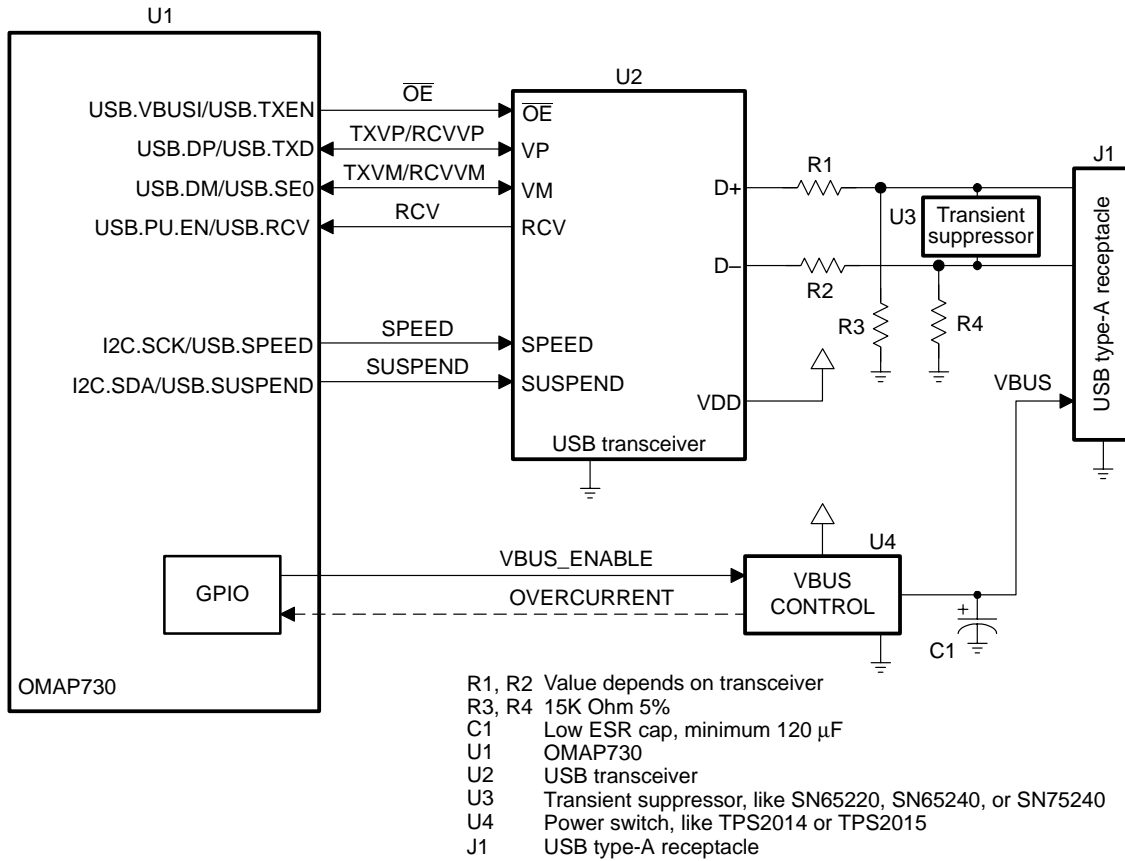 U1
U2
USB.VBUSI/USB.TXEN
OE
OE
USB.DP/USB.TXD
TXVP/RCVVP
VP
USB.DM/USB.SE0
TXVM/RCVVM
VM
USB.PU.EN/USB.RCV
RCV
RCV
D+
R1
J1
U3
Transient
suppressor
D–
R2
R3
R4
I2C.SCK/USB.SPEED
SPEED
SPEED
I2C.SDA/USB.SUSPEND
SUSPEND
SUSPEND
VDD
VBUS
USB type-A receptacle
USB transceiver
GPIO
VBUS_ENABLE
OVERCURRENT
U4
VBUS
CONTROL
+
C1
OMAP730
R1, R2 Value depends on transceiver
R3, R4 15K Ohm 5%
C1 Low ESR cap, minimum 120 μF
U1 OMAP730
U2 USB transceiver
U3 Transient suppressor, like SN65220, SN65240, or SN75240
U4 Power switch, like TPS2014 or TPS2015
J1 USB type-A receptacle